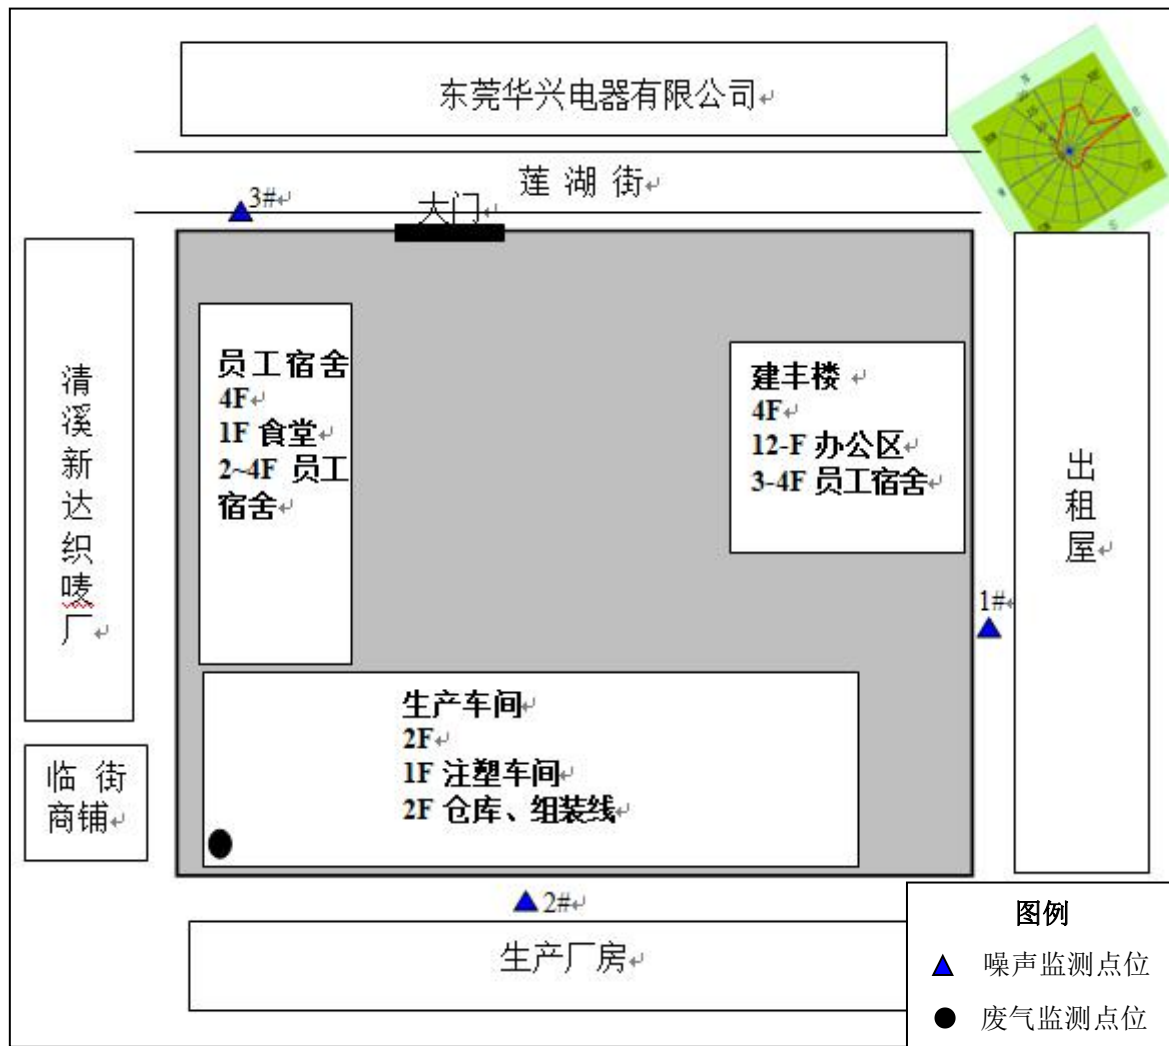 东莞华兴电器有限公司
莲湖街
3#
大门
清溪新达织唛厂
员工宿舍
4F
1F 食堂
2~4F 员工
宿舍
建丰楼
4F
12-F 办公区
3-4F 员工宿舍
出租屋
1#
生产车间
2F
1F 注塑车间
2F 仓库、组装线
临街
商铺
2#
生产厂房
图例
噪声监测点位
废气监测点位